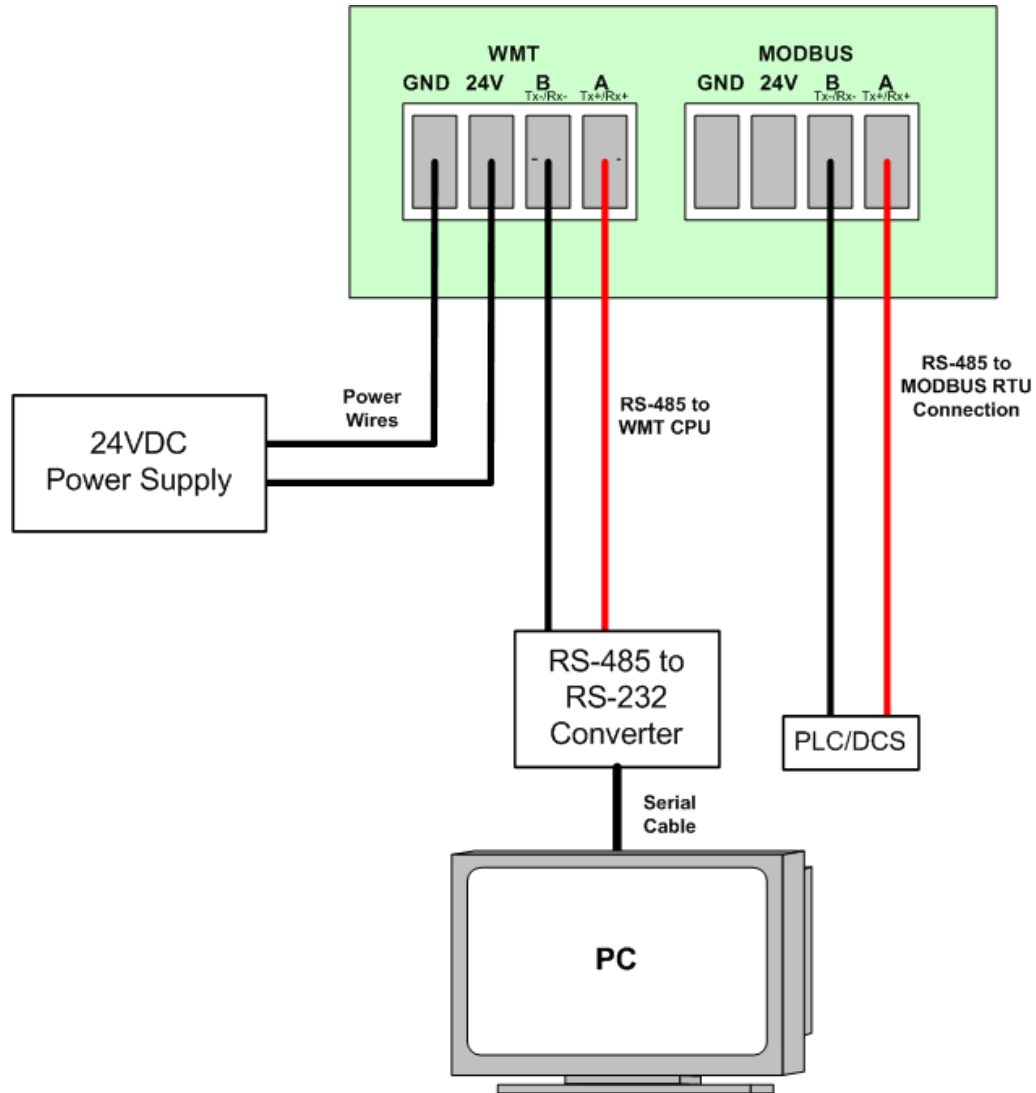 WMT
GND 24V B A
Tx-/Rx- Tx+/Rx+
- -
MODBUS
GND 24V B A
Tx-/Rx- Tx+/Rx+
Power
Wires
24VDC
Power Supply
RS-485 to
WMT CPU
RS-485 to
MODBUS RTU
Connection
RS-485 to
RS-232
Converter
PLC/DCS
Serial
Cable
PC